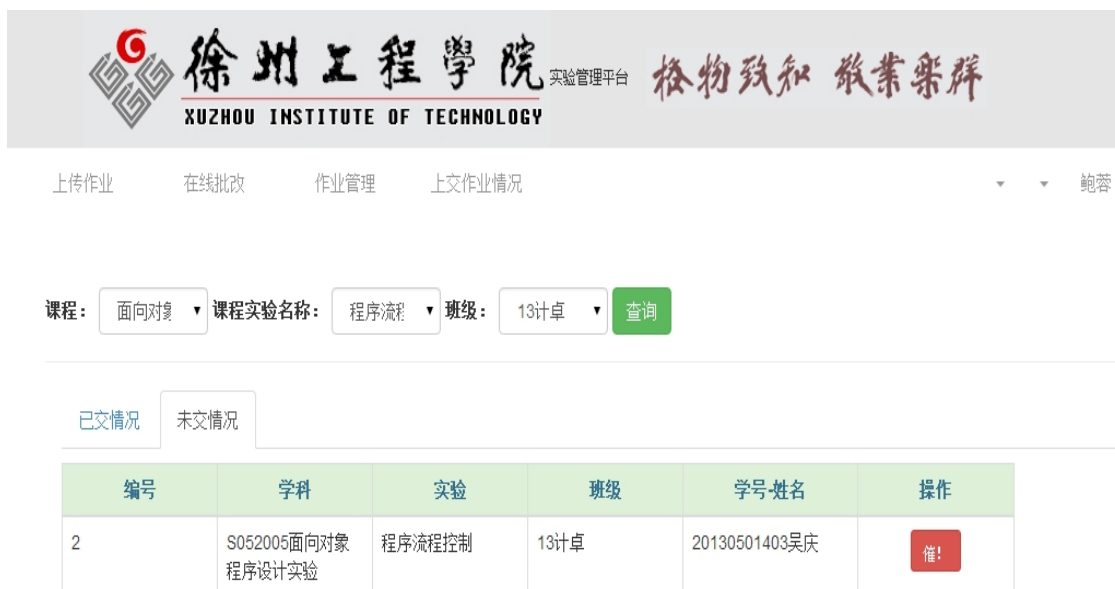 徐州工程學院 实验管理平台 格物致知 敬業樂群
XUZHOU INSTITUTE OF TECHNOLOGY
上传作业 在线批改 作业管理 上交作业情况 鲍蓉
课程： 面向对象 课程实验名称： 程序流程 班级： 13计卓 查询
已交情况 未交情况
编号 学科 实验 班级 学号-姓名 操作
2 S052005面向对象 程序流程控制 13计卓 20130501403吴庆 催!
程序设计实验